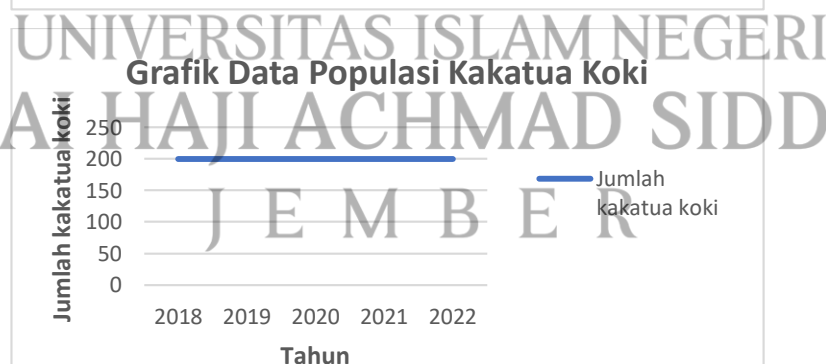 UNIVERSITAS ISLAM NEGERI
Grafik Data Populasi Kakatua Koki
AI HAJI ACHMAD SIDD
JEMBER
Jumlah kakatua koki
250
200
150
100
50
0
2018 2019 2020 2021 2022
Tahun
Jumlah
kakatua koki